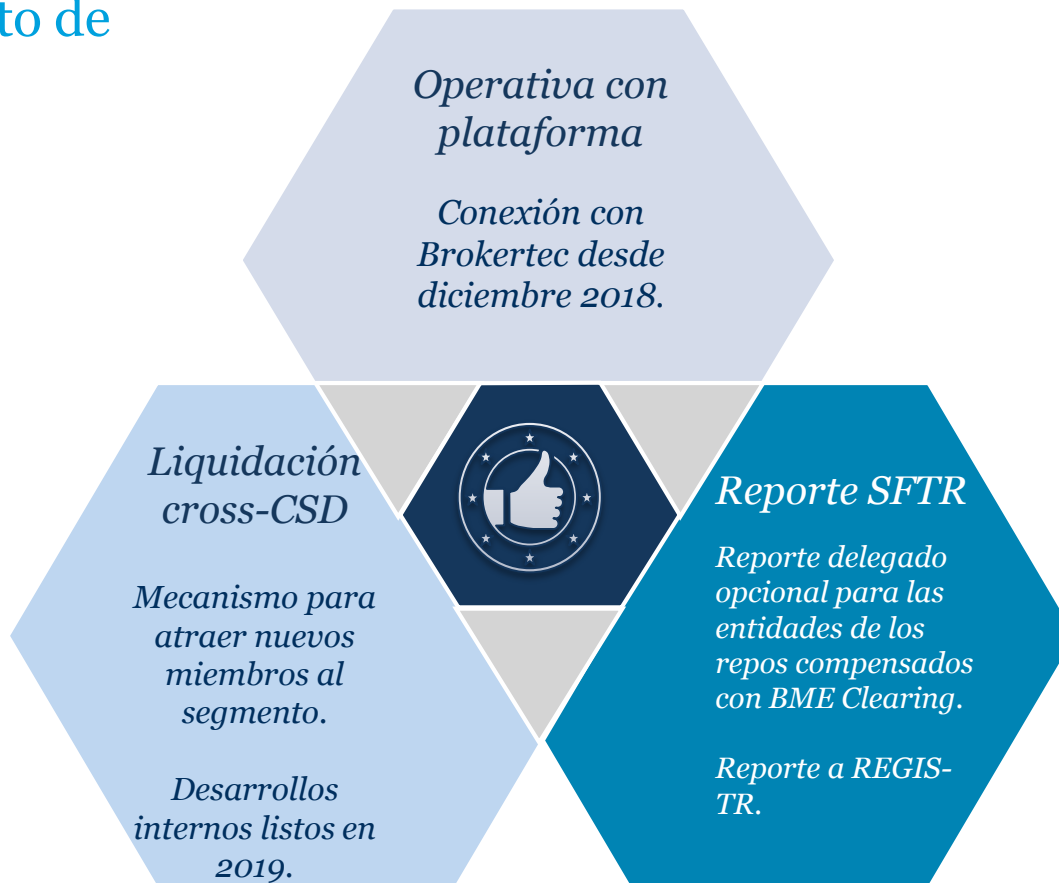 to de
Operativa con
plataforma
Conexión con
Brokertec desde
diciembre 2018.
Liquidación
cross-CSD
Mecanismo para
atraer nuevos
miembros al
segmento.
Desarrollos
internos listos en
2019.
Reporte SFTR
Reporte delegado
opcional para las
entidades de los
repos compensados
con BME Clearing.
Reporte a REGIS-
TR.